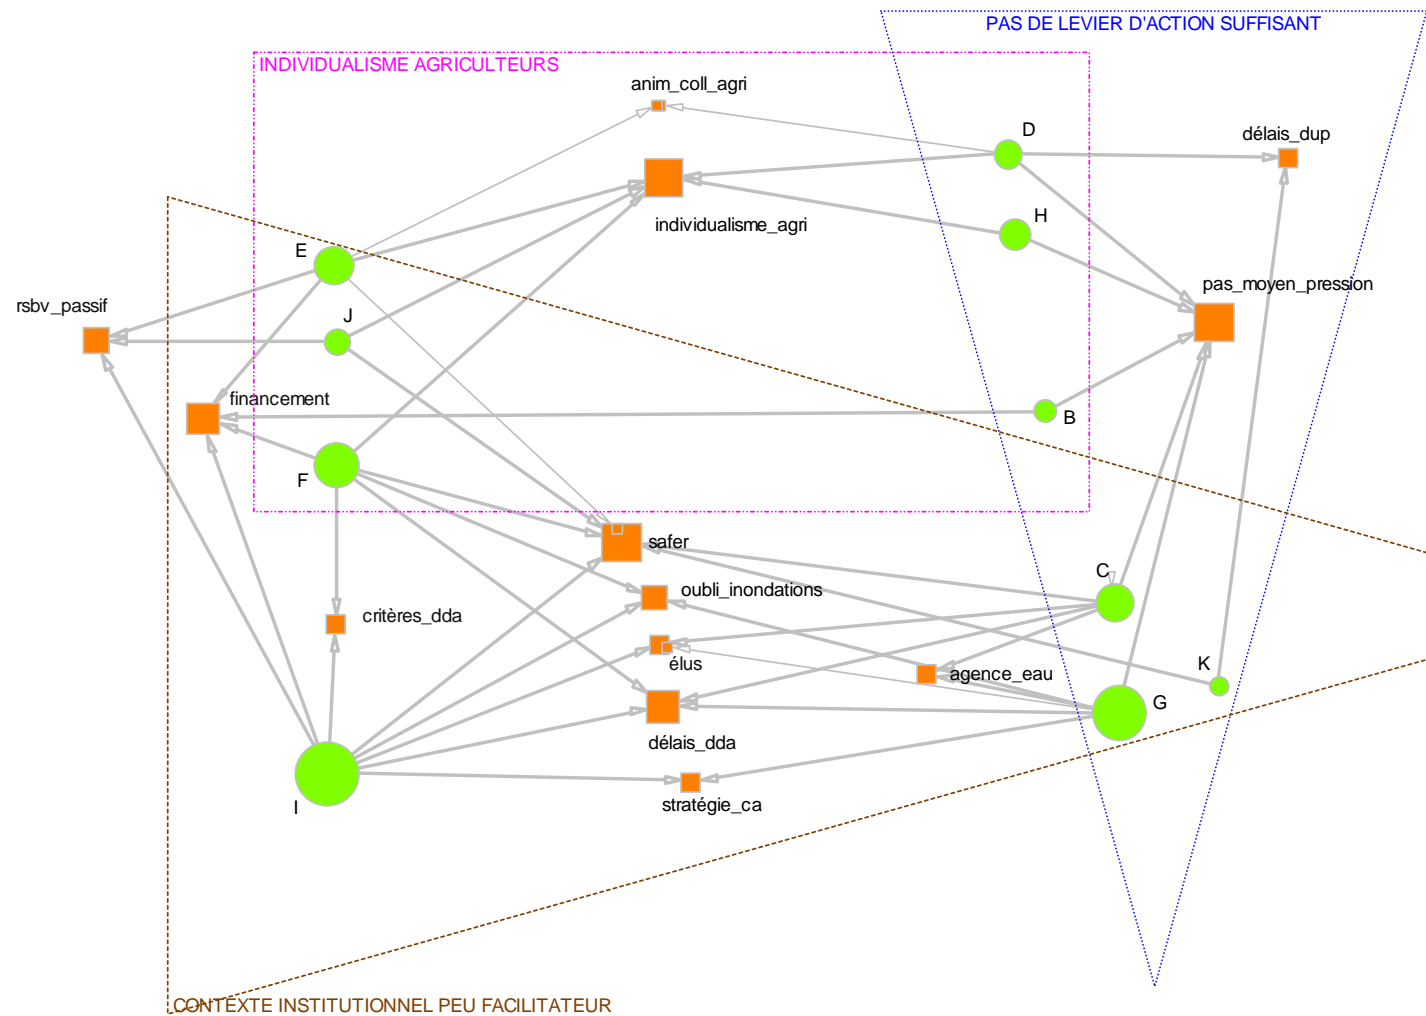 PAS DE LEVIER D'ACTION SUFFISANT
INDIVIDUALISME AGRICULTEURS
anim_coll_agri
D
délais_dup
H
individualisme_agri
E
pas_moyen_pression
rsbv_passif
J
financement
B
F
safer
C
oubli_inondations
critères_dda
élus
agence_eau
K
G
délais_dda
I
stratégie_ca
CONTEXTE INSTITUTIONNEL PEU FACILITATEUR